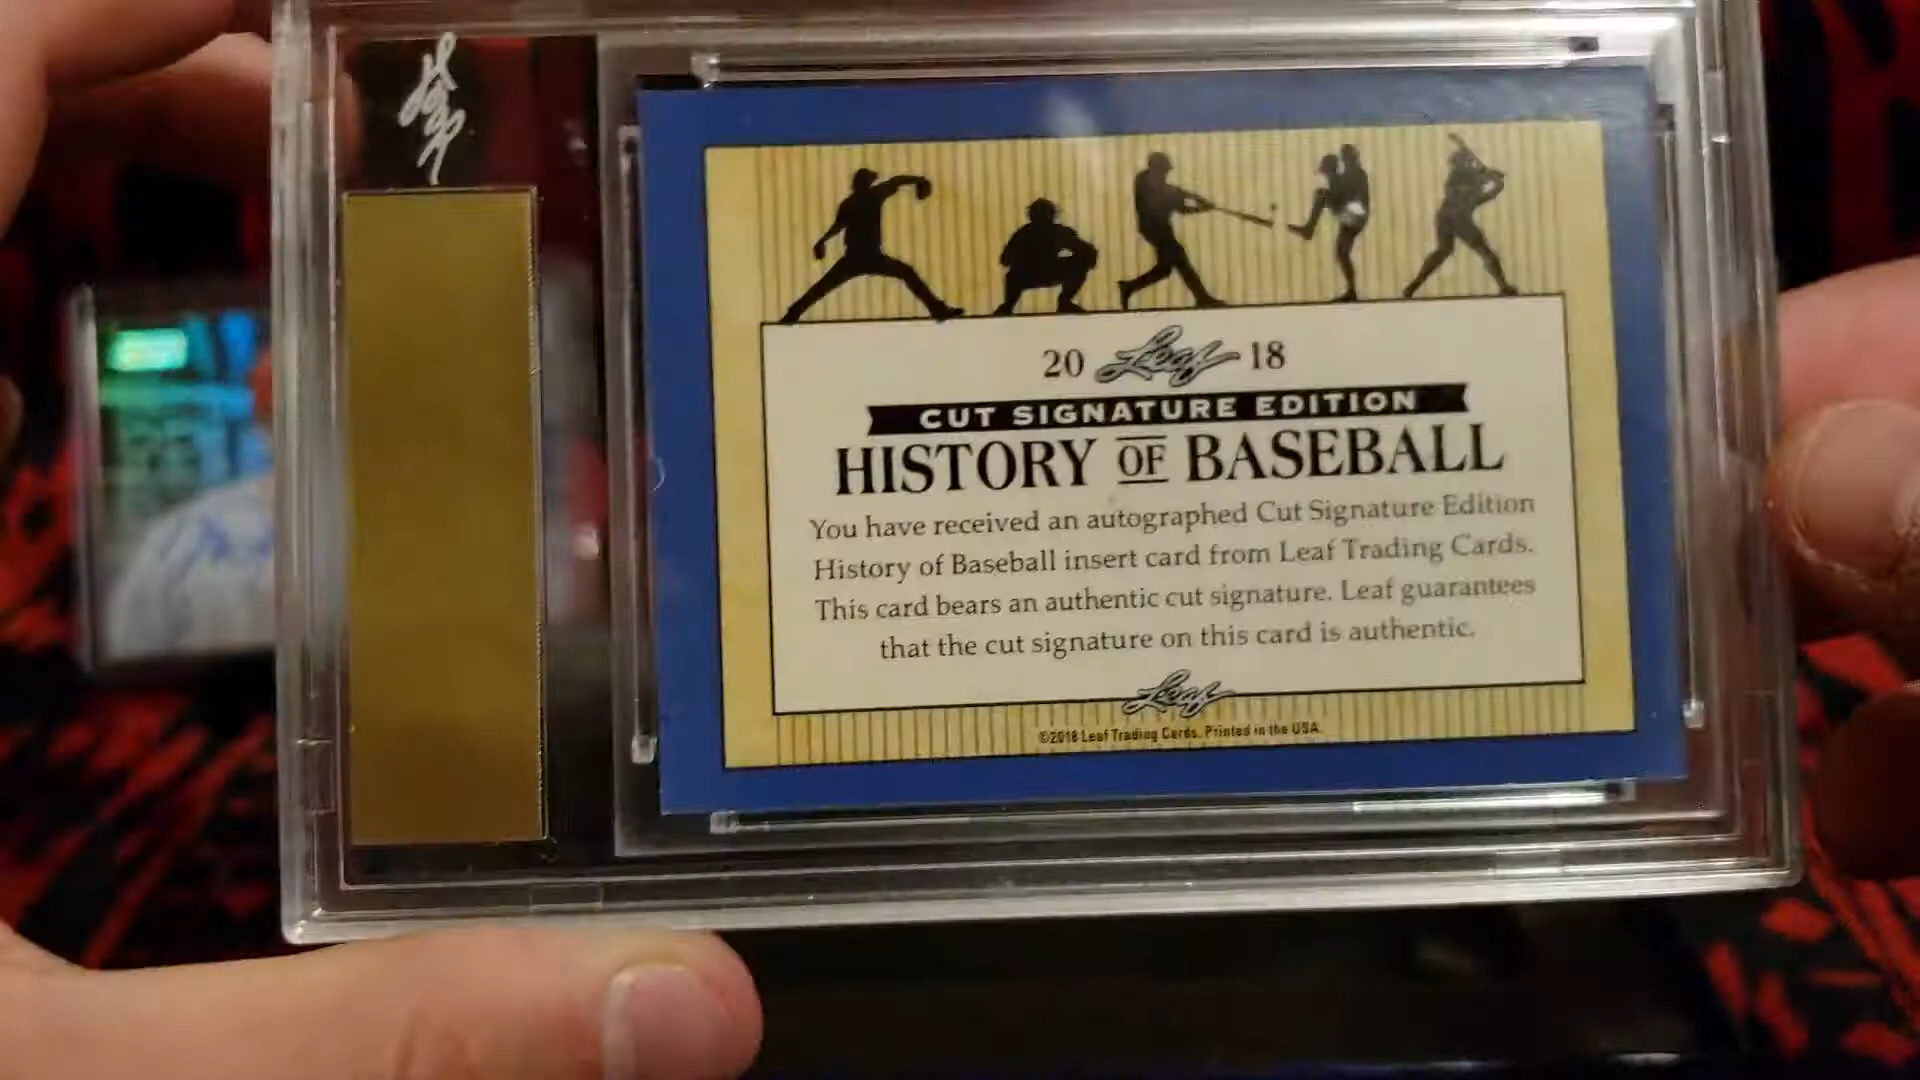 Leaf
20 Leaf 18
CUT SIGNATURE EDITION
HISTORY OF BASEBALL
You have received an autographed Cut Signature Edition
History of Baseball insert card from Leaf Trading Cards.
This card bears an authentic cut signature. Leaf guarantees
that the cut signature on this card is authentic.
Leaf
©2018 Leaf Trading Cards. Printed in the USA.